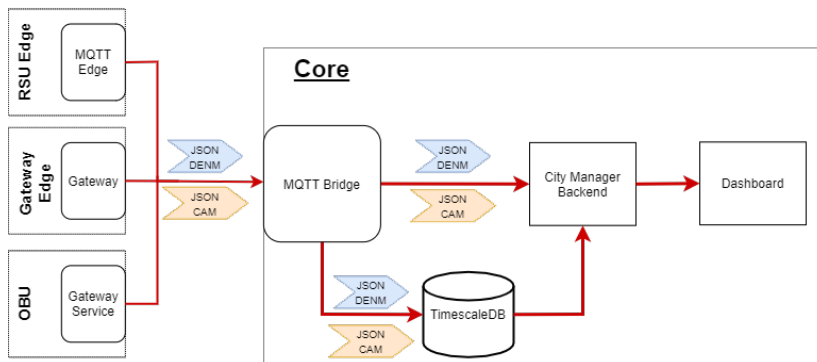 RSU Edge
MQTT
Edge
Gateway
Edge
Gateway
OBU
Gateway
Service
JSON
DENM
JSON
CAM
Core
MQTT Bridge
JSON
DENM
JSON
CAM
JSON
DENM
JSON
CAM
TimescaleDB
City Manager
Backend
Dashboard